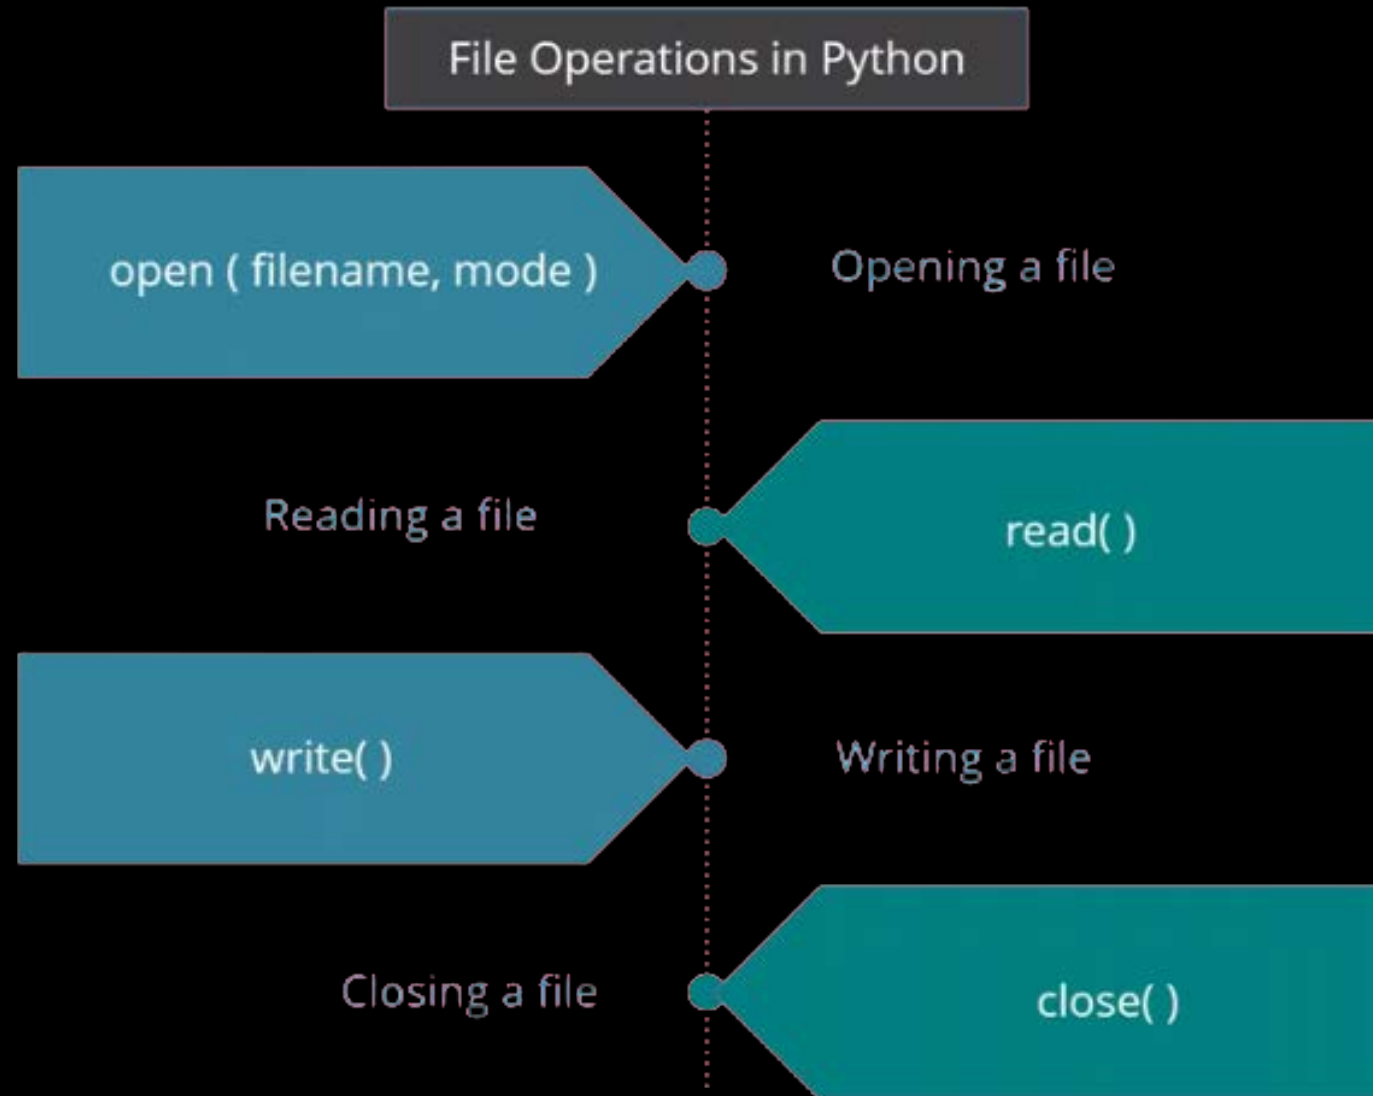 File Operations in Python
open ( filename, mode )
Opening a file
Reading a file
read( )
write( )
Writing a file
Closing a file
close( )